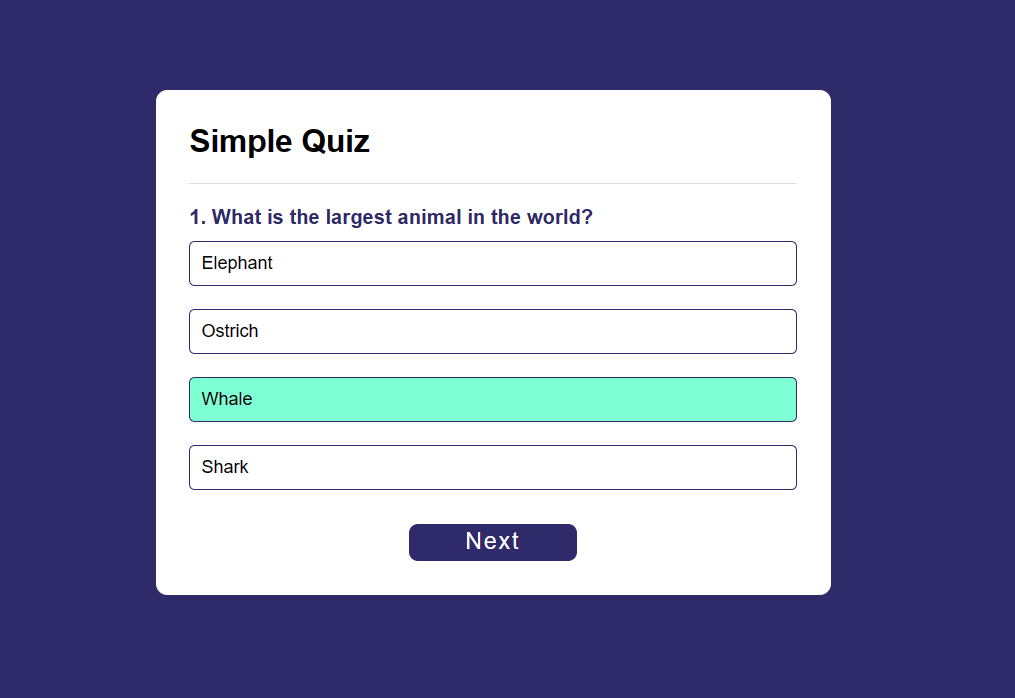 Simple Quiz
1. What is the largest animal in the world?
Elephant
Ostrich
Whale
Shark
Next